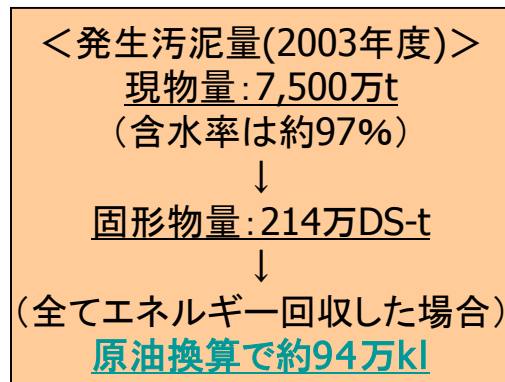 ＜発生汚泥量(2003年度)＞
現物量：7,500万t
（含水率は約97%）
↓
固形物量：214万DS-t
↓
（全てエネルギー回収した場合）
原油換算で約94万kl